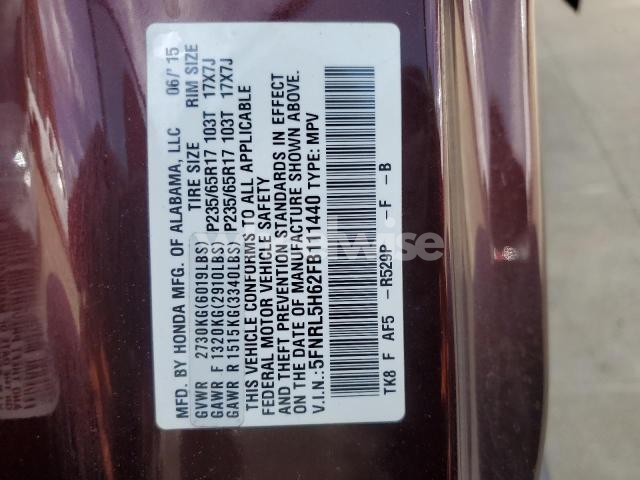 MFD. BY HONDA MFG. OF ALABAMA, LLC 06/'15
TIRE SIZE RIM SIZE
GVWR 2730KG(6019LBS)
GAWR F 1320KG(2910LBS) P235/65R17 103T 17X7J
GAWR R 1515KG(3340LBS) P235/65R17 103T 17X7J
THIS VEHICLE CONFORMS TO ALL APPLICABLE
FEDERAL MOTOR VEHICLE SAFETY
AND THEFT PREVENTION STANDARDS IN EFFECT
ON THE DATE OF MANUFACTURE SHOWN ABOVE.
V.I.N.:5FNRL5H62FB111440 TYPE: MPV
TK8 F AF5 -R529P -F -B